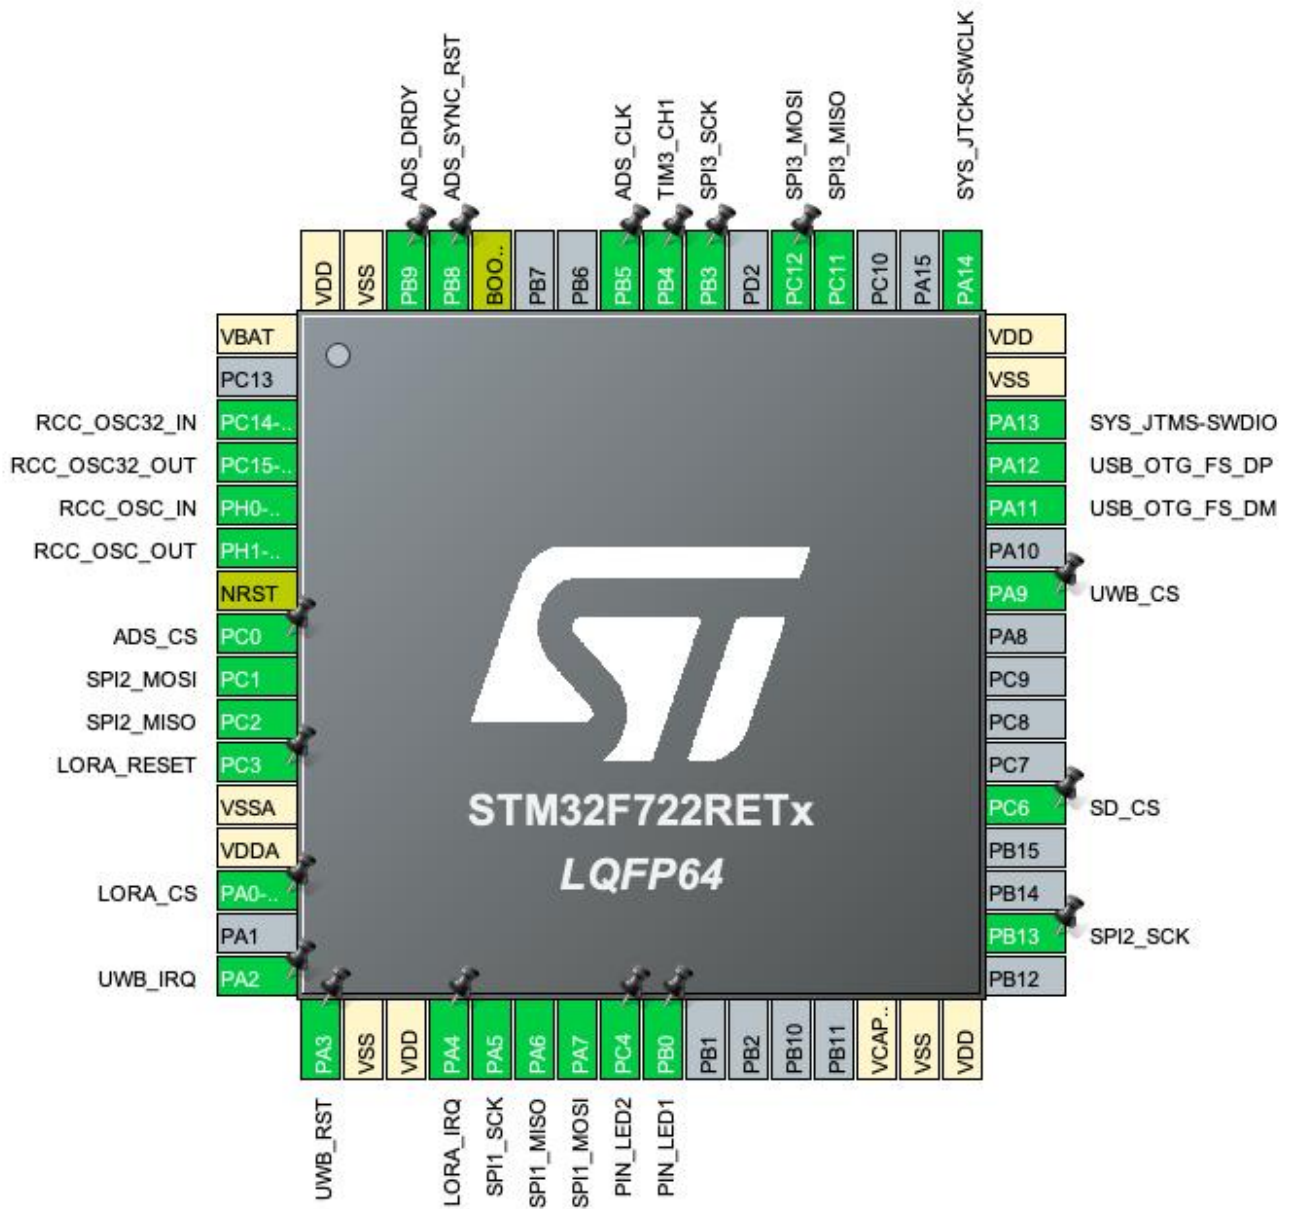 ADS_DRDY
ADS_SYNC_RST
ADS_CLK
TIM3_CH1
SPI3_SCK
SPI3_MOSI
SPI3_MISO
SYS_JTCK-SWCLK
VDD
VSS
PB9
PB8
BOO..
PB7
PB6
PB5
PB4
PB3
PD2
PC12
PC11
PC10
PA15
PA14
VBAT
PC13
RCC_OSC32_IN PC14-..
RCC_OSC32_OUT PC15-..
RCC_OSC_IN PH0-..
RCC_OSC_OUT PH1-..
NRST
ADS_CS PC0
SPI2_MOSI PC1
SPI2_MISO PC2
LORA_RESET PC3
VSSA
VDDA
LORA_CS PA0-..
PA1
UWB_IRQ PA2
ST
STM32F722RETx
LQFP64
VDD
VSS
PA13 SYS_JTMS-SWDIO
PA12 USB_OTG_FS_DP
PA11 USB_OTG_FS_DM
PA10
PA9 UWB_CS
PA8
PC9
PC8
PC7
PC6 SD_CS
PB15
PB14
PB13 SPI2_SCK
PB12
PA3
VSS
VDD
PA4
PA5
PA6
PA7
PC4
PB0
PB1
PB2
PB10
PB11
VCAP..
VSS
VDD
UWB_RST
LORA_IRQ
SPI1_SCK
SPI1_MISO
SPI1_MOSI
PIN_LED2
PIN_LED1